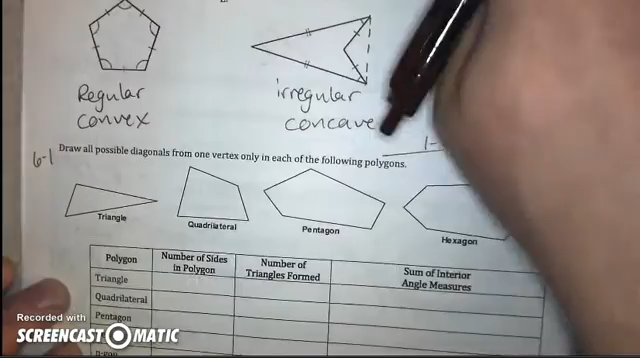 Regular
convex
irregular
concave
6-1
Draw all possible diagonals from one vertex only in each of the following polygons.
Triangle
Quadrilateral
Pentagon
Hexagon
Polygon
Number of Sides
in Polygon
Number of
Triangles Formed
Sum of Interior
Angle Measures
Triangle
Quadrilateral
Pentagon
n-gon
Recorded with
SCREENCAST MATIC